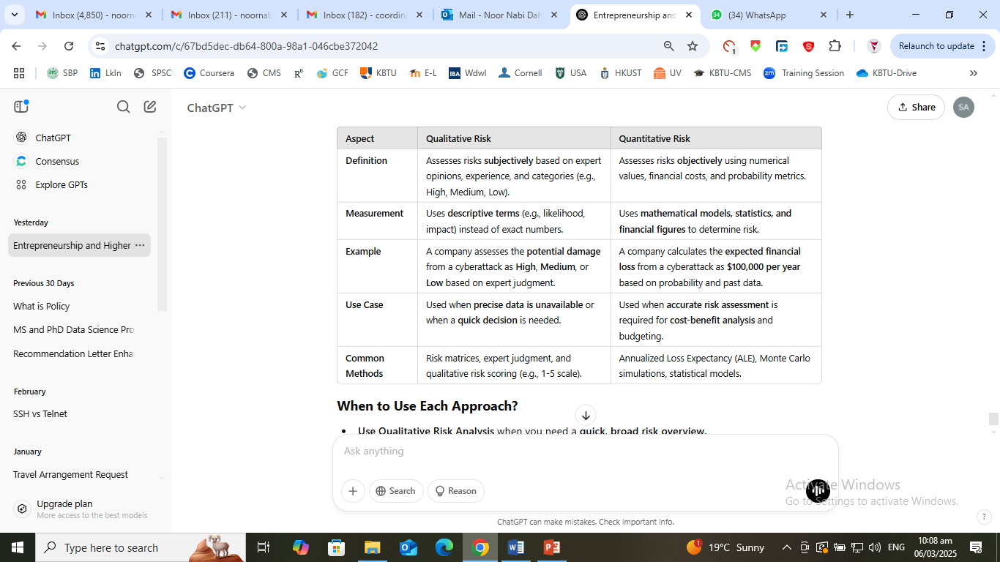 Inbox (4,850) - noorn
Inbox (211) - noornab
Inbox (182) - coordin
Mail - Noor Nabi Dah
Entrepreneurship and
(34) WhatsApp
chatgpt.com/c/67bd5dec-db64-800a-98a1-046cbe372042
1
Relaunch to update
SBP
LkIn
SPSC
Coursera
CMS
GCF
KBTU
E-L
IBA Wdwl
Cornell
USA
HKUST
UV
KBTU-CMS
zm Training Session
KBTU-Drive
ChatGPT
Share
SA
ChatGPT
Consensus
Explore GPTs
Yesterday
Entrepreneurship and Higher
Previous 30 Days
What is Policy
MS and PhD Data Science Pro
Recommendation Letter Enha
February
SSH vs Telnet
January
Travel Arrangement Request
Upgrade plan
More access to the best models
Aspect
Qualitative Risk
Quantitative Risk
Definition
Assesses risks subjectively based on expert
opinions, experience, and categories (e.g.,
High, Medium, Low).
Assesses risks objectively using numerical
values, financial costs, and probability metrics.
Measurement
Uses descriptive terms (e.g., likelihood,
impact) instead of exact numbers.
Uses mathematical models, statistics, and
financial figures to determine risk.
Example
A company assesses the potential damage
from a cyberattack as High, Medium, or
Low based on expert judgment.
A company calculates the expected financial
loss from a cyberattack as $100,000 per year
based on probability and past data.
Use Case
Used when precise data is unavailable or
when a quick decision is needed.
Used when accurate risk assessment is
required for cost-benefit analysis and
budgeting.
Common
Methods
Risk matrices, expert judgment, and
qualitative risk scoring (e.g., 1-5 scale).
Annualized Loss Expectancy (ALE), Monte Carlo
simulations, statistical models.
When to Use Each Approach?
• Use Qualitative Risk Analysis when you need a quick, broad risk overview.
Ask anything
Search
Reason
Activate Windows
Go to Settings to activate Windows.
ChatGPT can make mistakes. Check important info.
?
Type here to search
1
19°C Sunny
ENG
10:08 am
06/03/2025